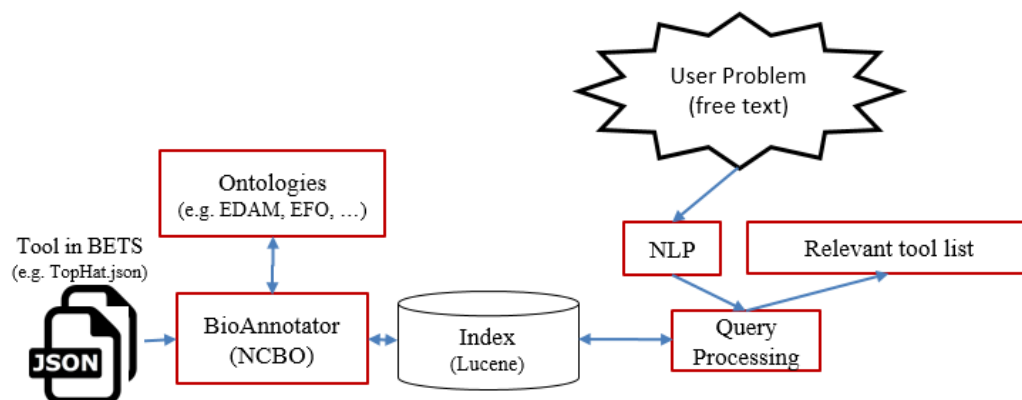 User Problem
(free text)
Ontologies
(e.g. EDAM, EFO, …)
Tool in BETS
(e.g. TopHat.json)
NLP
Relevant tool list
JSON
BioAnnotator
(NCBO)
Index
(Lucene)
Query
Processing